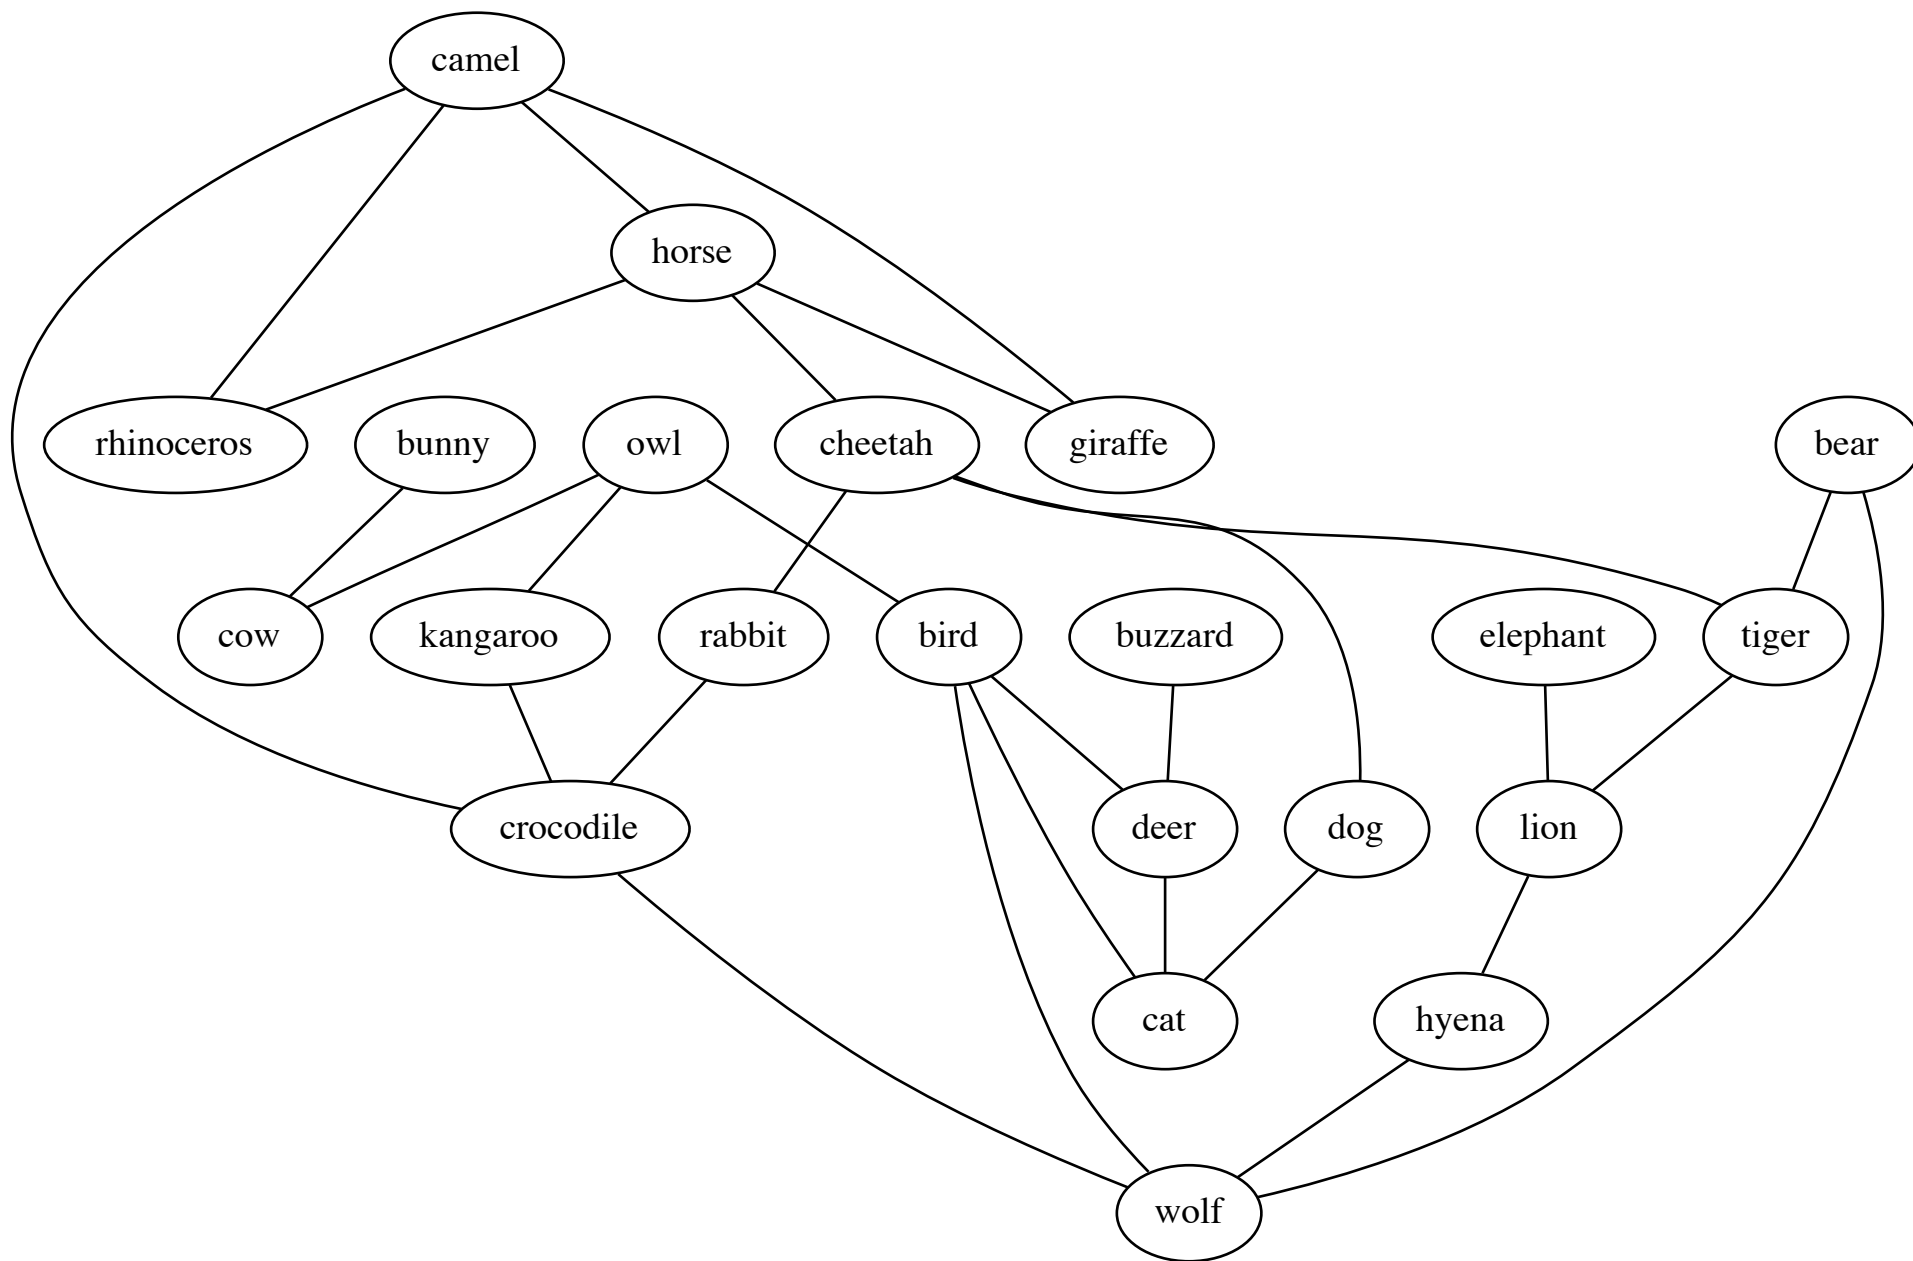 camel
horse
rhinoceros
bunny
owl
cheetah
giraffe
bear
cow
kangaroo
rabbit
bird
buzzard
elephant
tiger
crocodile
deer
dog
lion
cat
hyena
wolf